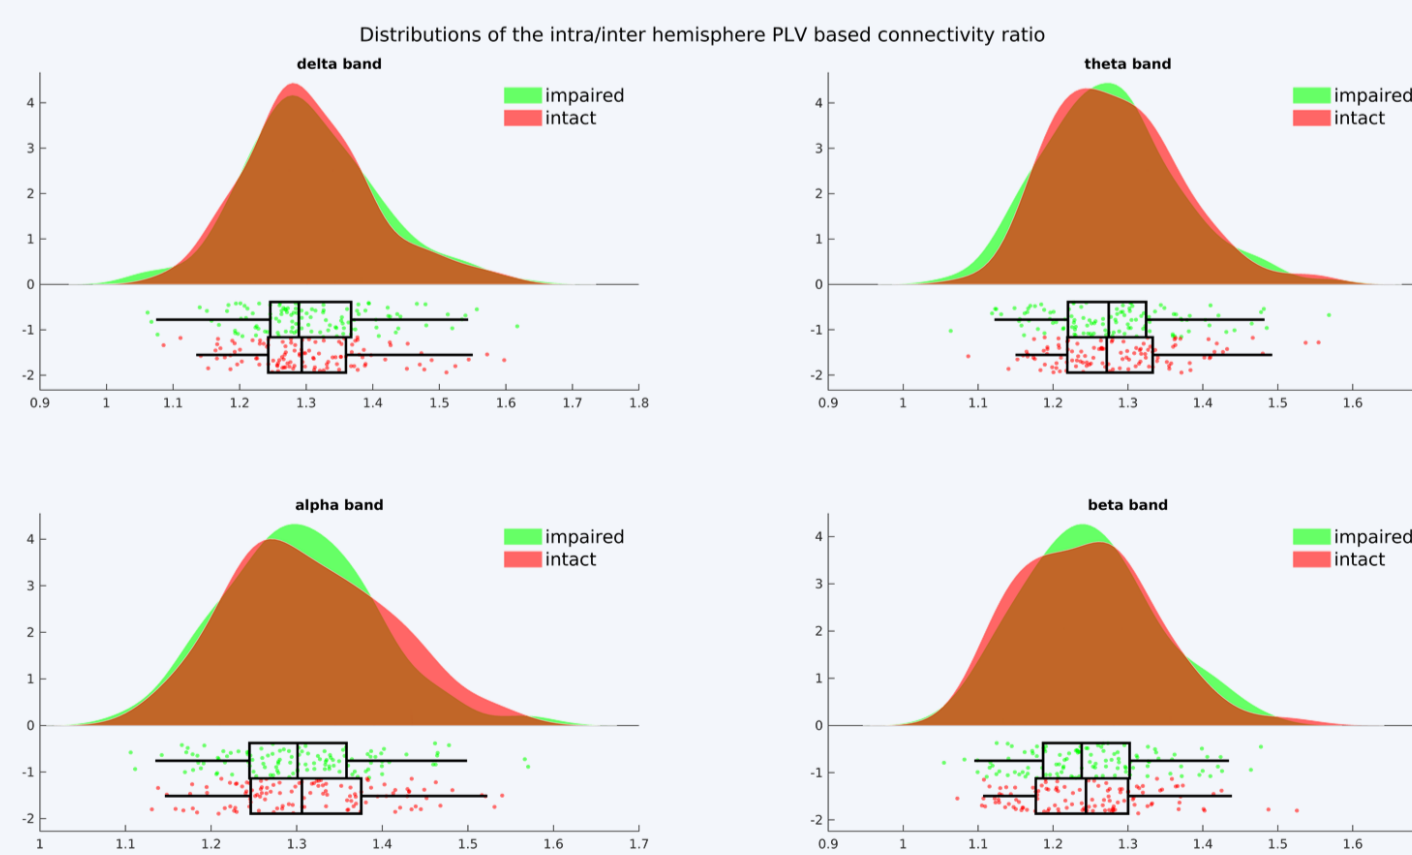 Distributions of the intra/inter hemisphere PLV based connectivity ratio
delta band
impaired
intact
4
3
2
1
0
-1
-2
0.9 1 1.1 1.2 1.3 1.4 1.5 1.6 1.7 1.8
theta band
impaired
intact
4
3
2
1
0
-1
-2
0.9 1 1.1 1.2 1.3 1.4 1.5 1.6
alpha band
impaired
intact
4
3
2
1
0
-1
-2
1 1.1 1.2 1.3 1.4 1.5 1.6 1.7
beta band
impaired
intact
4
3
2
1
0
-1
-2
0.9 1 1.1 1.2 1.3 1.4 1.5 1.6